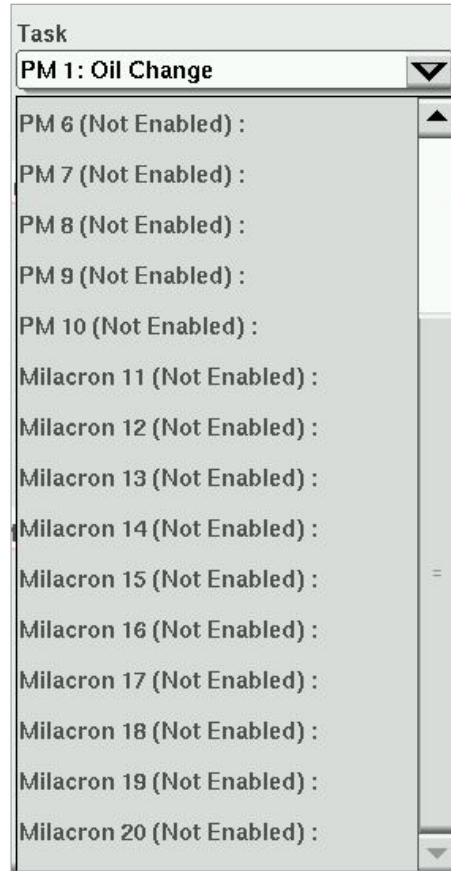 Task
PM 1: Oil Change
PM 6 (Not Enabled) :
PM 7 (Not Enabled) :
PM 8 (Not Enabled) :
PM 9 (Not Enabled) :
PM 10 (Not Enabled) :
Milacron 11 (Not Enabled) :
Milacron 12 (Not Enabled) :
Milacron 13 (Not Enabled) :
Milacron 14 (Not Enabled) :
Milacron 15 (Not Enabled) :
Milacron 16 (Not Enabled) :
Milacron 17 (Not Enabled) :
Milacron 18 (Not Enabled) :
Milacron 19 (Not Enabled) :
Milacron 20 (Not Enabled) :